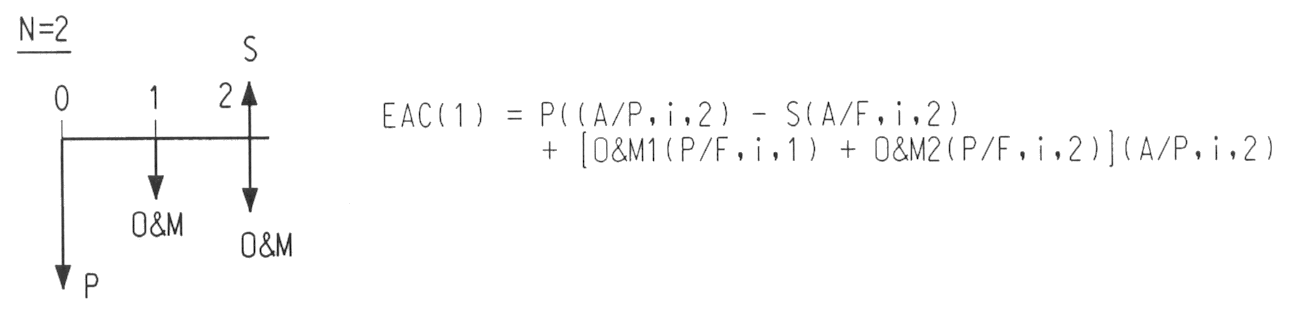 N=2
S
0 1 2
O&M
O&M
P
EAC(1) = P((A/P,i,2) - S(A/F,i,2)
+ [O&M1(P/F,i,1) + O&M2(P/F,i,2)](A/P,i,2)